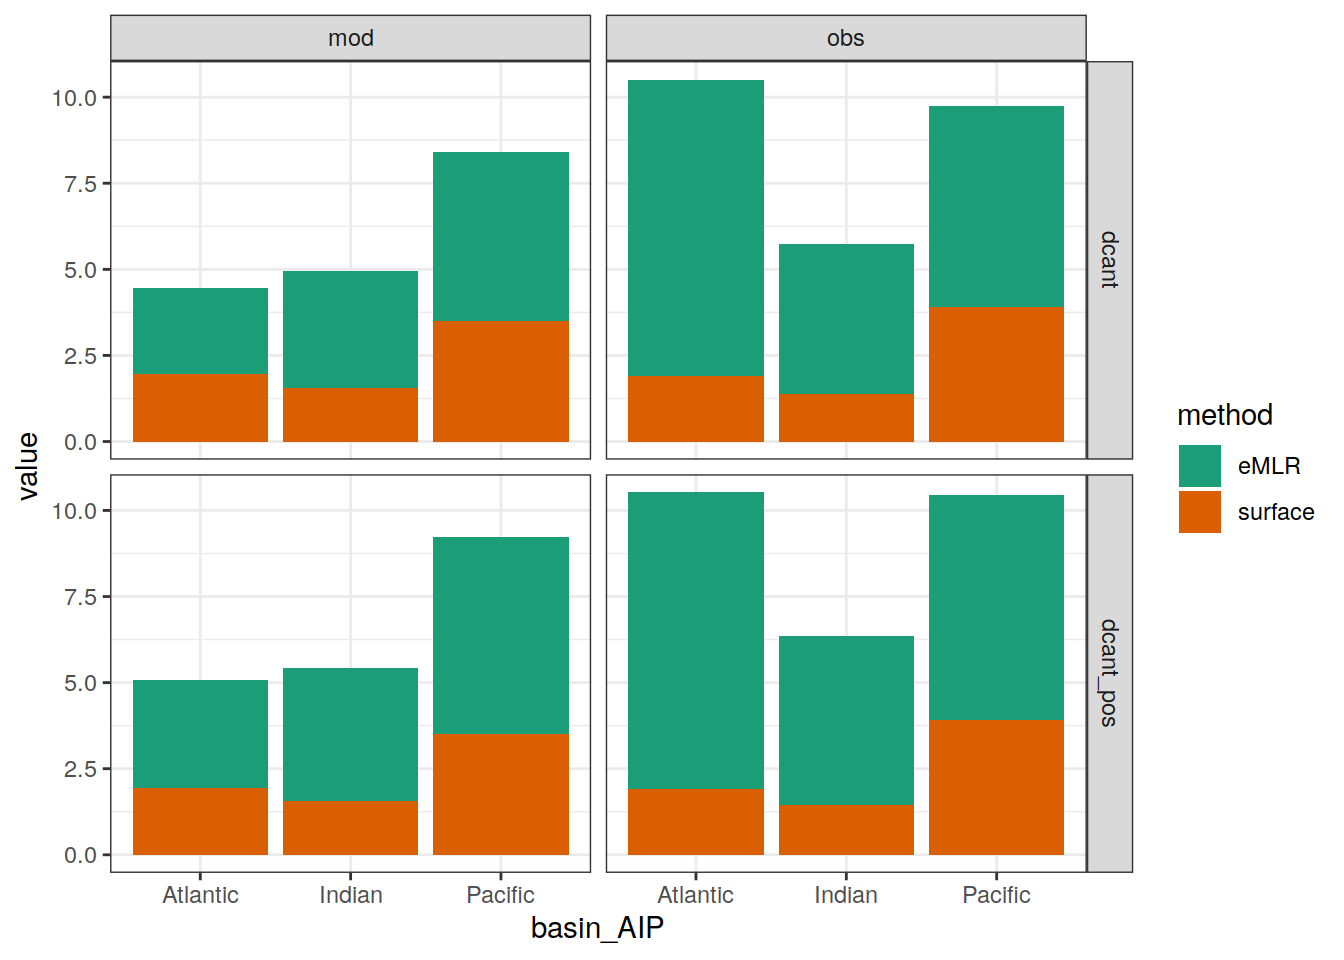 mod
obs
10.0
7.5
5.0
2.5
0.0
dcant
10.0
7.5
5.0
2.5
0.0
dcant_pos
value
Atlantic
Indian
Pacific
Atlantic
Indian
Pacific
basin_AIP
method
eMLR
surface